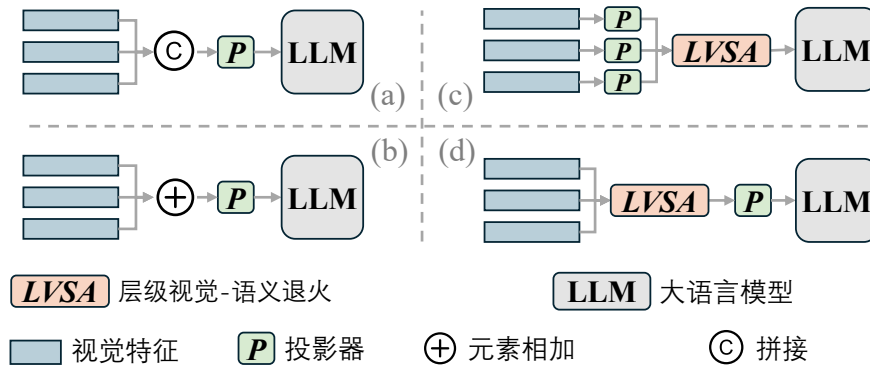 C P LLM
(a)
P
P
P
LVSA LLM
(c)
P LLM
(b)
LVSA P LLM
(d)
LVSA 层级视觉-语义退火
LLM 大语言模型
视觉特征
P 投影器
元素相加
C 拼接